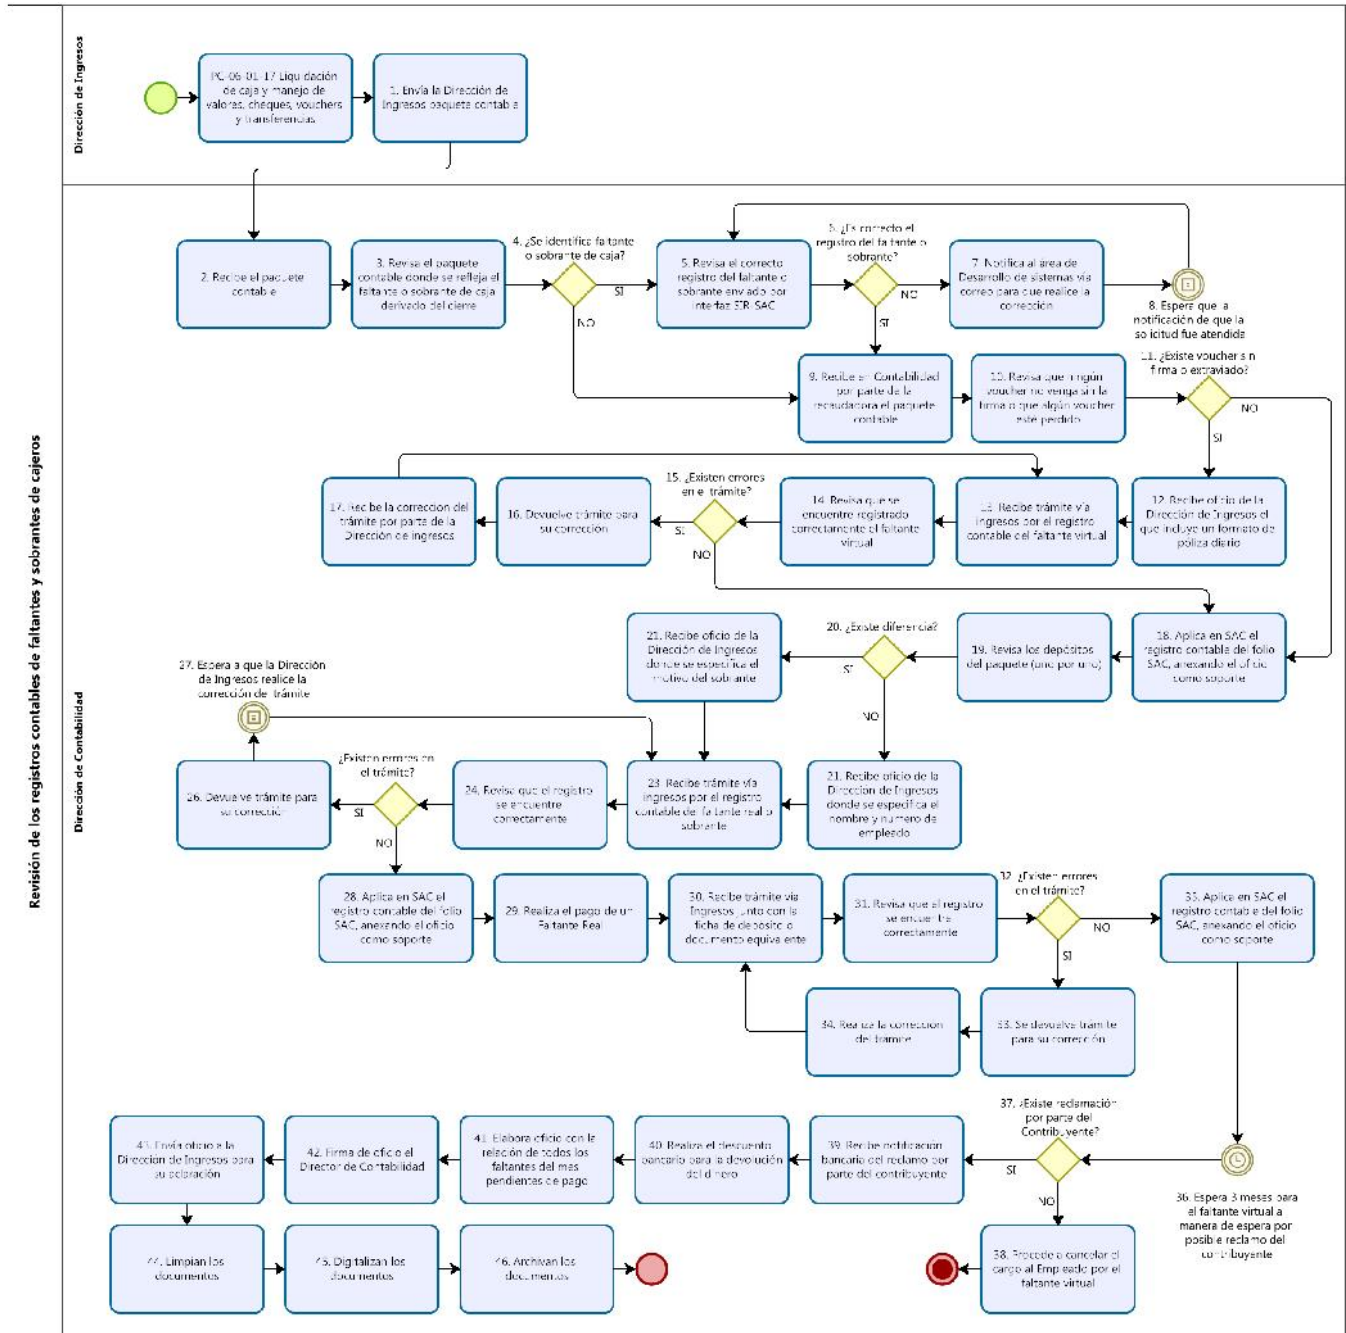 Revisión de los registros contables de faltantes y sobrantes de cajeros
Dirección de Ingresos
PC-06-01-17 Liquidación
de caja y manejo de
valores, cheques, vouchers
y transferencias
1. Envía la Dirección de
Ingresos paquete contable
Dirección de Contabilidad
2. Recibe el paquete
contable
3. Revisa el paquete
contable donde se refleja el
faltante o sobrante de caja
derivado del cierre
4. ¿Se identifica faltante
o sobrante de caja?
SI
NO
5. Revisa el correcto
registro del faltante o
sobrante enviado por
interfaz SIR-SAC
6. ¿Es correcto el
registro del faltante o
sobrante?
NO
SI
7. Notifica al área de
Desarrollo de sistemas vía
correo para que realice la
corrección
8. Espera que la
notificación de que la
solicitud fue atendida
9. Recibe en Contabilidad
por parte de la
recaudadora el paquete
contable
10. Revisa que ningún
voucher no venga sin la
firma o que algún voucher
esté perdido
11. ¿Existe voucher sin
firma o extraviado?
NO
SI
12. Recibe oficio de la
Dirección de Ingresos el
que incluye un formato de
póliza diario
13. Recibe trámite vía
ingresos por el registro
contable del faltante virtual
14. Revisa que se
encuentre registrado
correctamente el faltante
virtual
15. ¿Existen errores
en el trámite?
SI
NO
16. Devuelve trámite para
su corrección
17. Recibe la corrección del
trámite por parte de la
Dirección de ingresos
18. Aplica en SAC el
registro contable del folio
SAC, anexando el oficio
como soporte
19. Revisa los depósitos
del paquete (uno por uno)
20. ¿Existe diferencia?
SI
NO
21. Recibe oficio de la
Dirección de Ingresos
donde se especifica el
motivo del sobrante
21. Recibe oficio de la
Dirección de Ingresos
donde se especifica el
nombre y numero de
empleado
23. Recibe trámite vía
ingresos por el registro
contable del faltante real o
sobrante
24. Revisa que el registro
se encuentre
correctamente
¿Existen errores en
el trámite?
SI
NO
26. Devuelve trámite para
su corrección
27. Espera a que la Dirección
de Ingresos realice la
corrección de trámite
28. Aplica en SAC el
registro contable del folio
SAC, anexando el oficio
como soporte
29. Realiza el pago de un
Faltante Real
30. Recibe trámite vía
Ingresos junto con la
ficha de depósito o
documento equivalente
31. Revisa que el registro
se encuentre
correctamente
32. ¿Existen errores
en el trámite?
NO
SI
33. Se devuelve trámite
para su corrección
34. Realiza la corrección
del trámite
35. Aplica en SAC el
registro contable del folio
SAC, anexando el oficio
como soporte
36. Espera 3 meses para
el faltante virtual a
manera de espera por
posible reclamo del
contribuyente
37. ¿Existe reclamación
por parte del
Contribuyente?
SI
NO
38. Procede a cancelar el
cargo al Empleado por el
faltante virtual
39. Recibe notificación
bancaria del reclamo por
parte del contribuyente
40. Realiza el descuento
bancario para la devolución
del dinero
41. Elabora oficio con la
relación de todos los
faltantes del mes
pendientes de pago
42. Firma de oficio el
Director de Contabilidad
43. Envía oficio a la
Dirección de Ingresos para
su aclaración
44. Limpian los
documentos
45. Digitalizan los
documentos
46. Archivan los
documentos